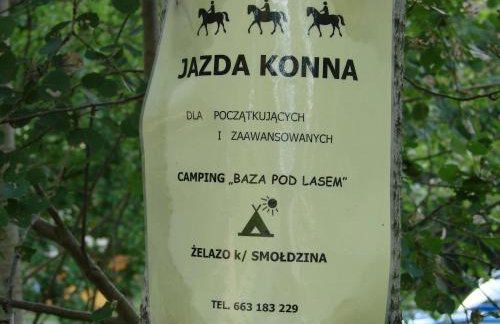 JAZDA KONNA
DLA POCZĄTKUJĄCYCH
I ZAAWANSOWANYCH
CAMPING „BAZA POD LASEM"
ŻELAZO k/ SMOŁDZINA
TEL. 663 183 229